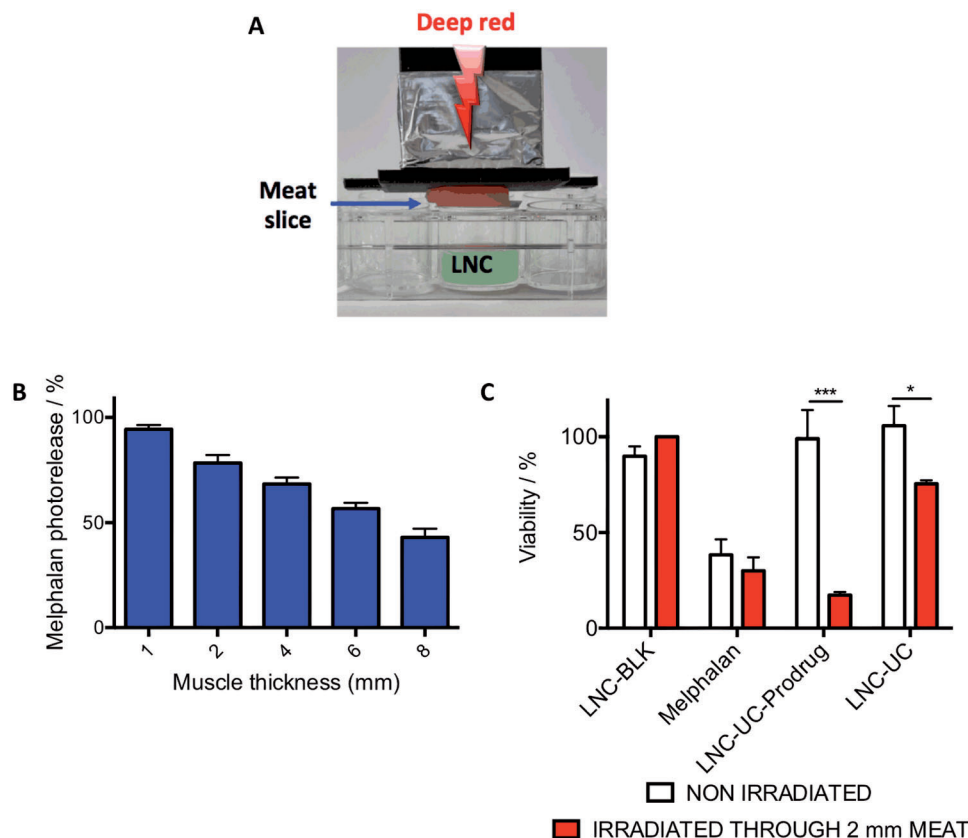 A
Deep red
Meat
slice
LNC
B
Melphalan photorelease / %
100
50
0
1
2
4
6
8
Muscle thickness (mm)
C
Viability / %
100
50
0
***
*
LNC-BLK
Melphalan
LNC-UC-Prodrug
LNC-UC
NON IRRADIATED
IRRADIATED THROUGH 2 mm MEAT